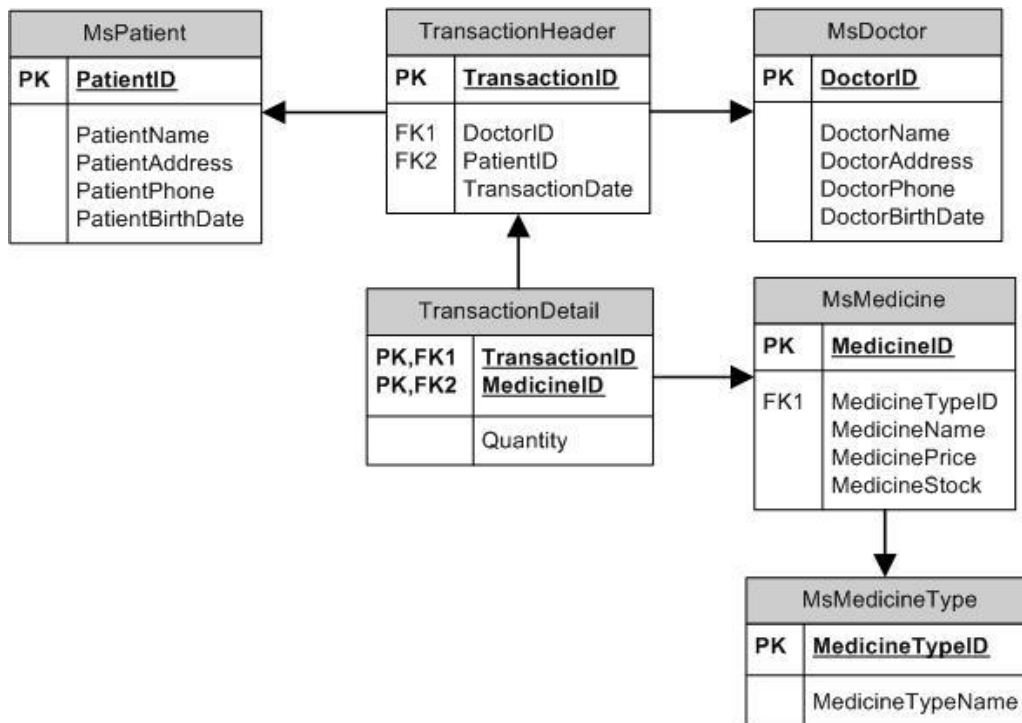 MsPatient
PK PatientID
PatientName
PatientAddress
PatientPhone
PatientBirthDate
TransactionHeader
PK TransactionID
FK1 DoctorID
FK2 PatientID
TransactionDate
MsDoctor
PK DoctorID
DoctorName
DoctorAddress
DoctorPhone
DoctorBirthDate
TransactionDetail
PK,FK1 TransactionID
PK,FK2 MedicineID
Quantity
MsMedicine
PK MedicineID
FK1 MedicineTypeID
MedicineName
MedicinePrice
MedicineStock
MsMedicineType
PK MedicineTypeID
MedicineTypeName